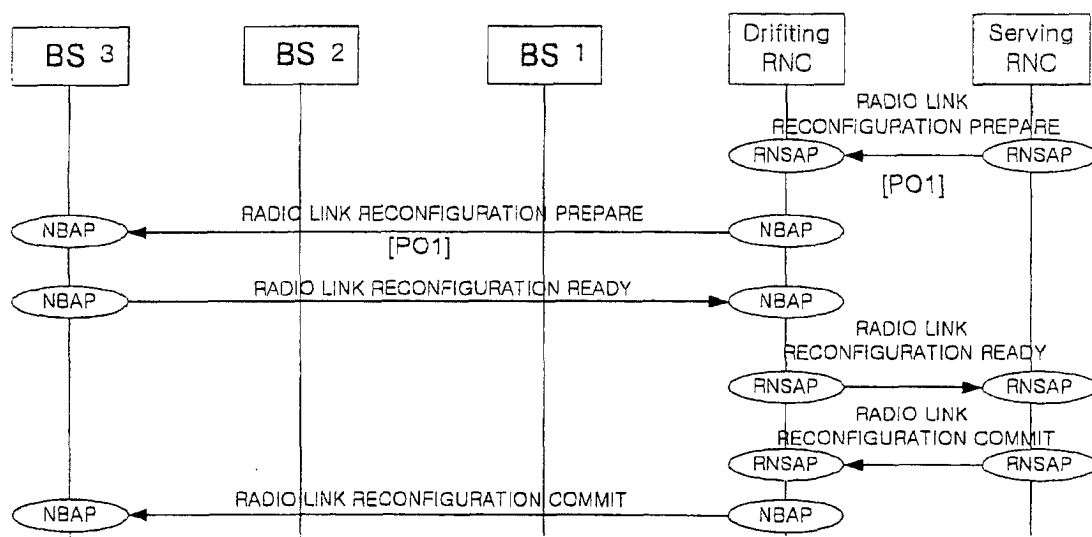 BS 3
BS 2
BS 1
Drifiting
RNC
Serving
RNC
RADIO LINK
RECONFIGURATION PREPARE
RNSAP
RNSAP
[PO1]
RADIO LINK RECONFIGURATION PREPARE
NBAP
NBAP
[PO1]
RADIO LINK RECONFIGURATION READY
NBAP
NBAP
RADIO LINK
RECONFIGURATION READY
RNSAP
RNSAP
RADIO LINK
RECONFIGURATION COMMIT
RNSAP
RNSAP
RADIO LINK RECONFIGURATION COMMIT
NBAP
NBAP